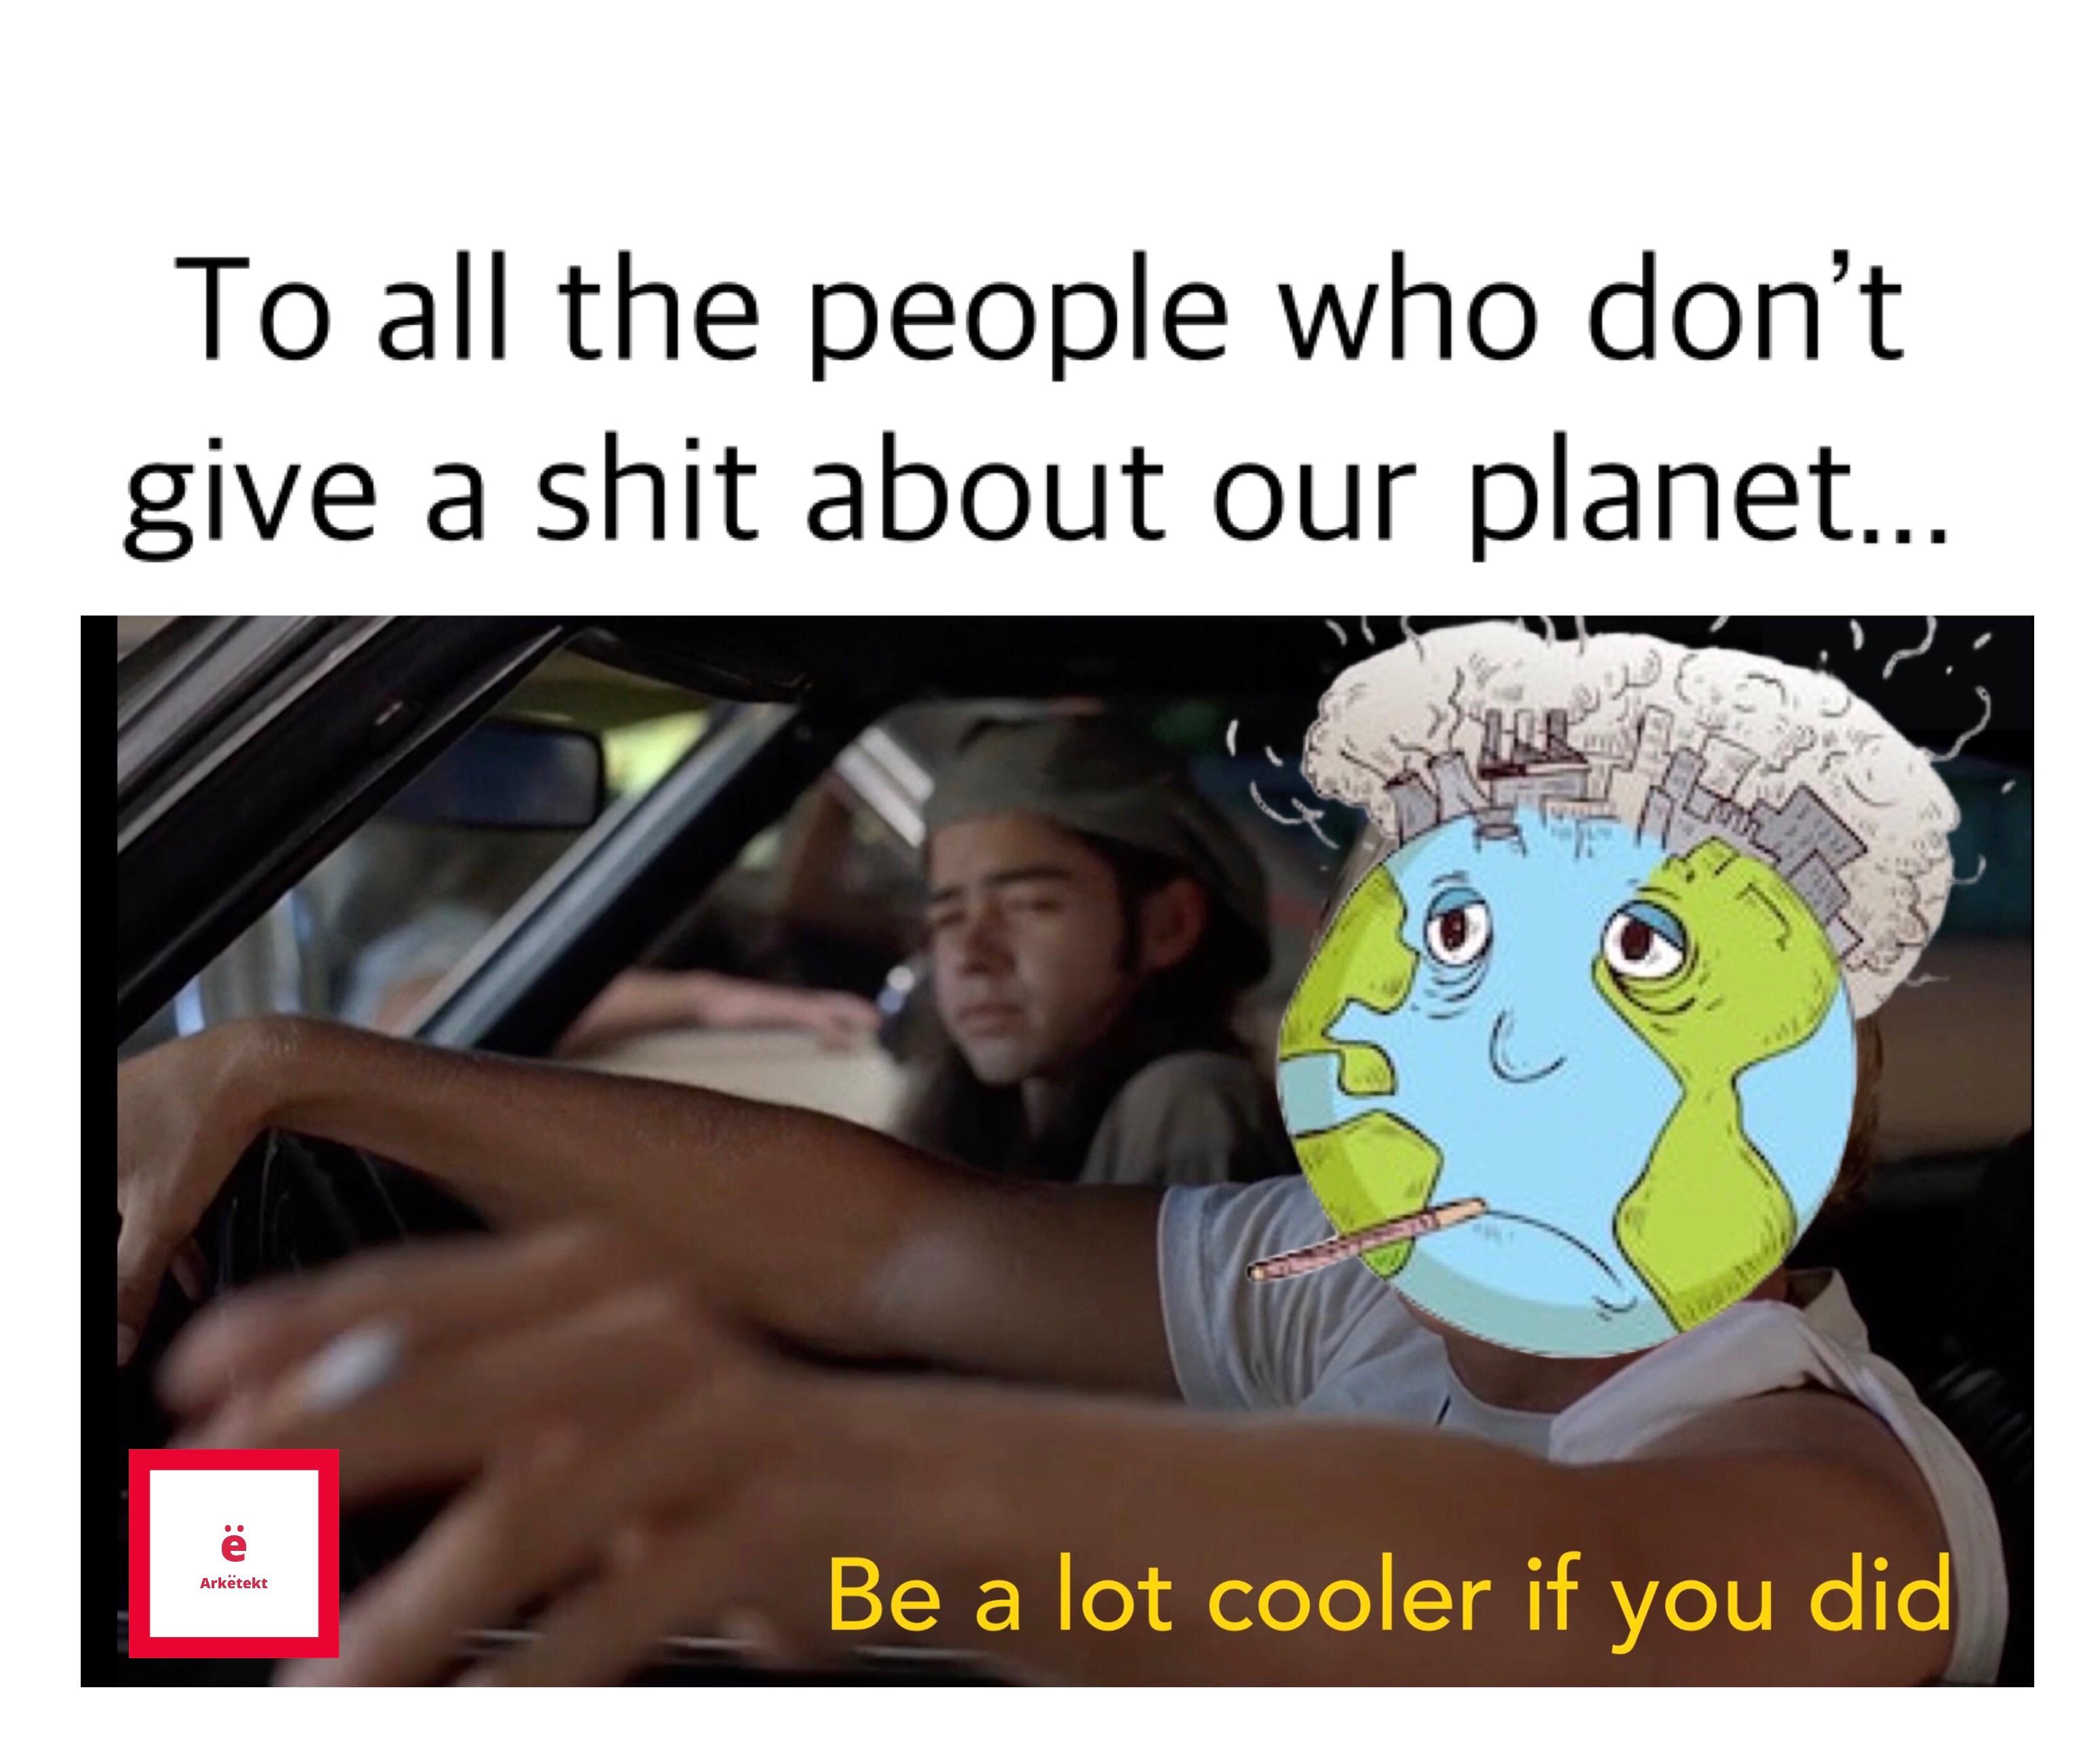 To all the people who don’t
give a shit about our planet...
ë
Arkëtekt
Be a lot cooler if you did